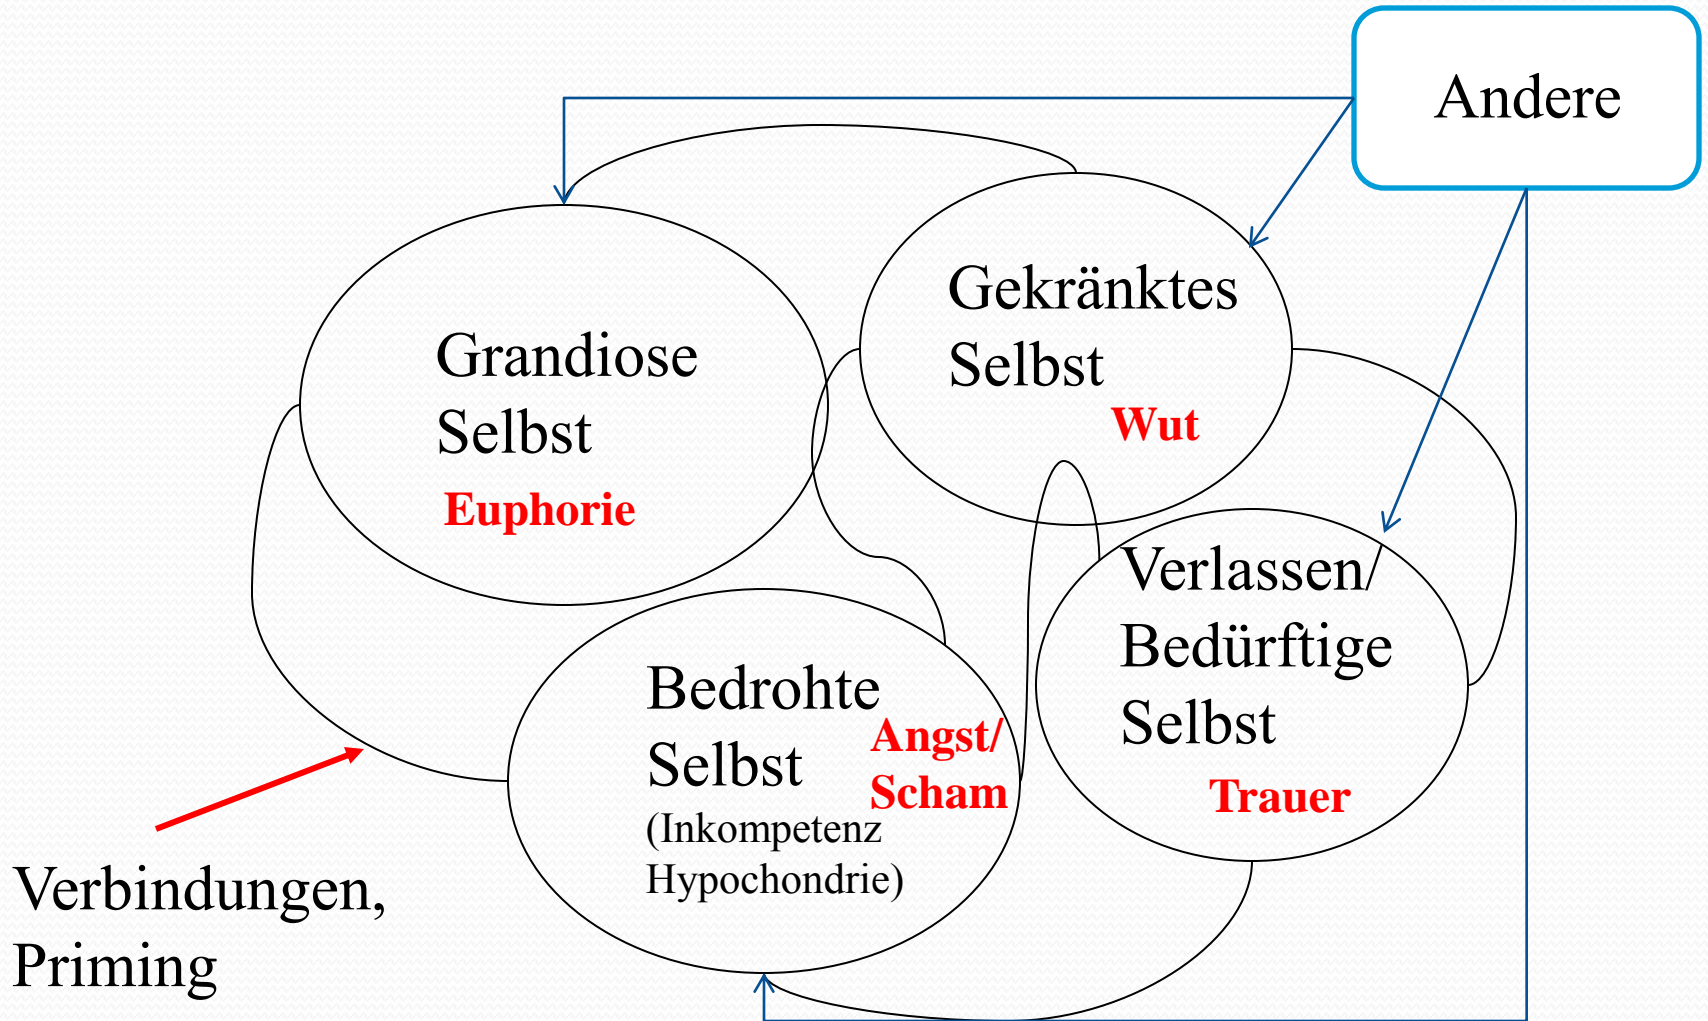 Andere
Gekränktes
Selbst
Wut
Grandiose
Selbst
Euphorie
Verlassen/
Bedürftige
Selbst
Trauer
Bedrohte
Selbst
Angst/
Scham
(Inkompetenz
Hypochondrie)
Verbindungen,
Priming